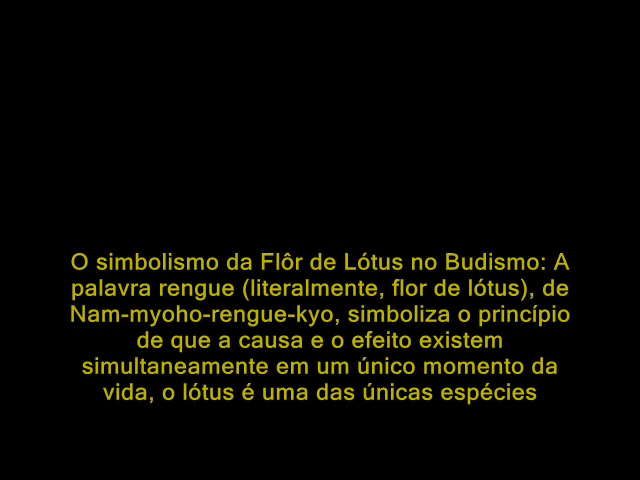 O simbolismo da Flôr de Lótus no Budismo: A
palavra rengue (literalmente, flor de lótus), de
Nam-myoho-rengue-kyo, simboliza o princípio
de que a causa e o efeito existem
simultaneamente em um único momento da
vida, o lótus é uma das únicas espécies